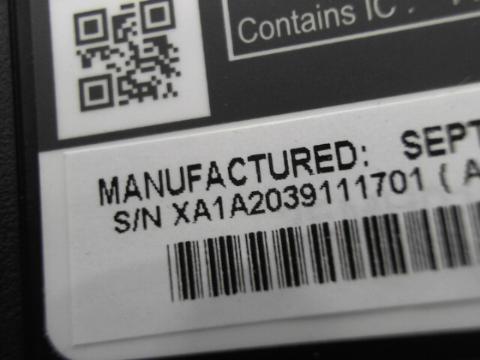 Contains IC :
MANUFACTURED: SEPT
S/N XA1A2039111701 ( A